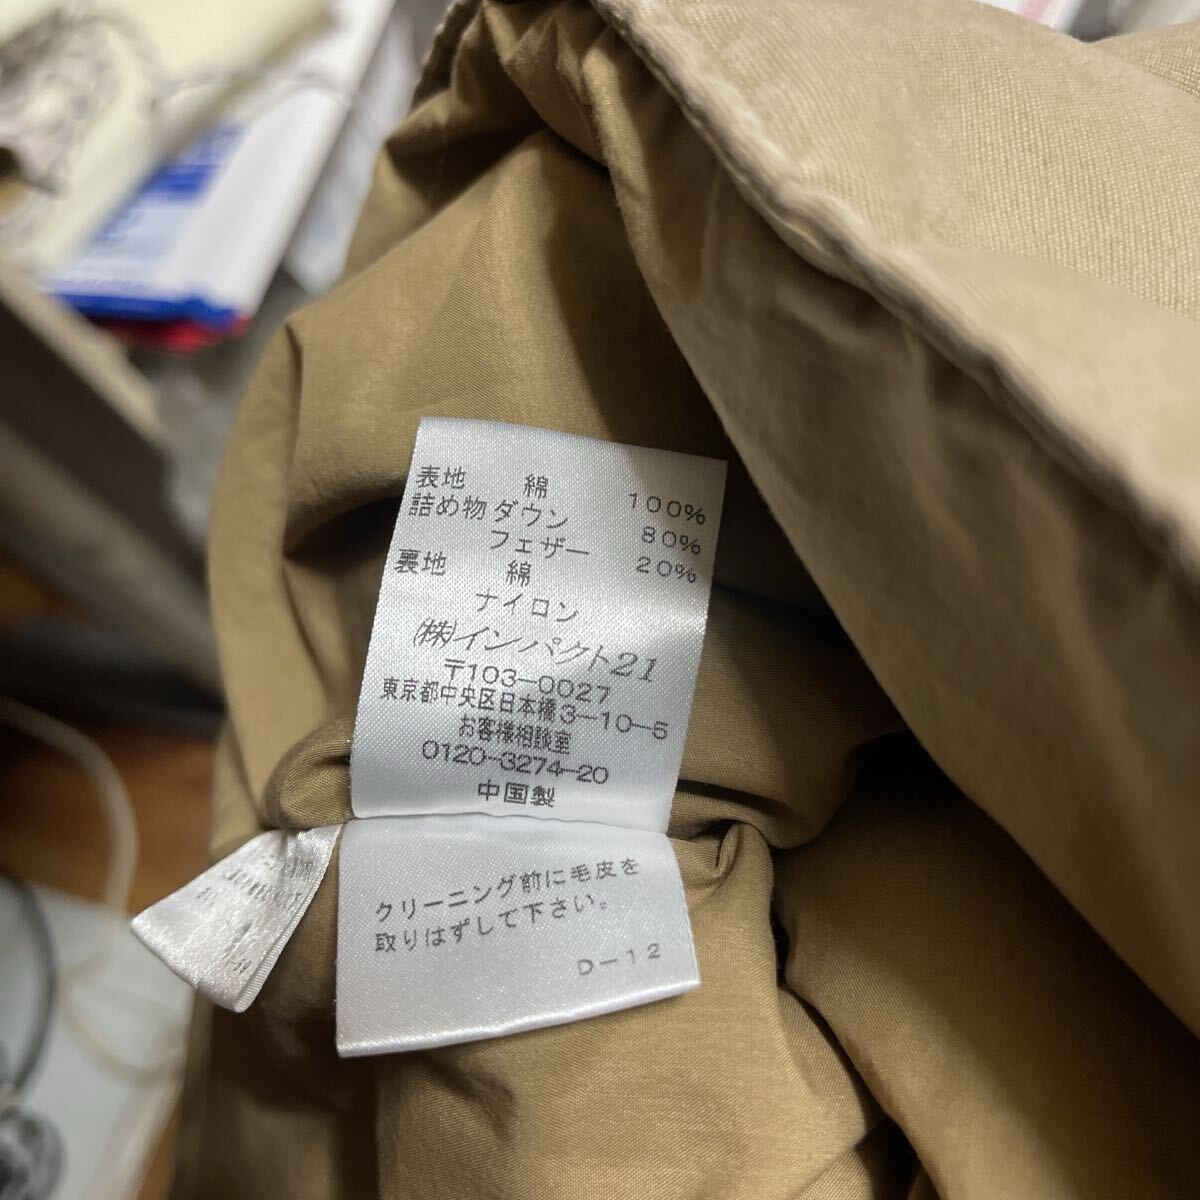 表地 綿 100%
詰め物 ダウン 80%
フェザー 20%
裏地 綿
ナイロン
(株)インパクト21
〒103-0027
東京都中央区日本橋3-10-5
お客様相談室
0120-3274-20
中国製
クリーニング前に毛皮を
取りはずして下さい。
D-12